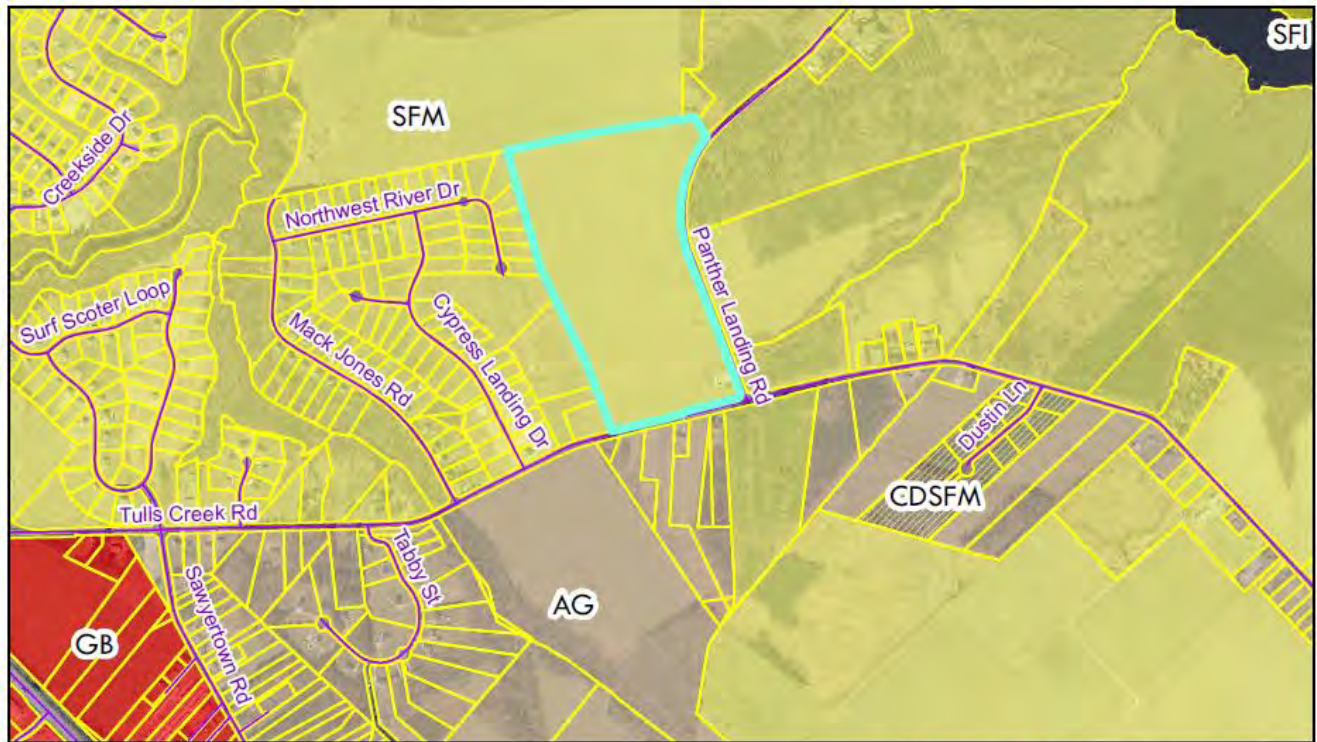 SFI
SFM
Creekside Dr
Northwest River Dr
Panther Landing Rd
Surf Scoter Loop
Cypress Landing Dr
Mack Jones Rd
Dustin Ln
CDSFM
Tulls Creek Rd
Tabby St
Sawyertown Rd
AG
GB